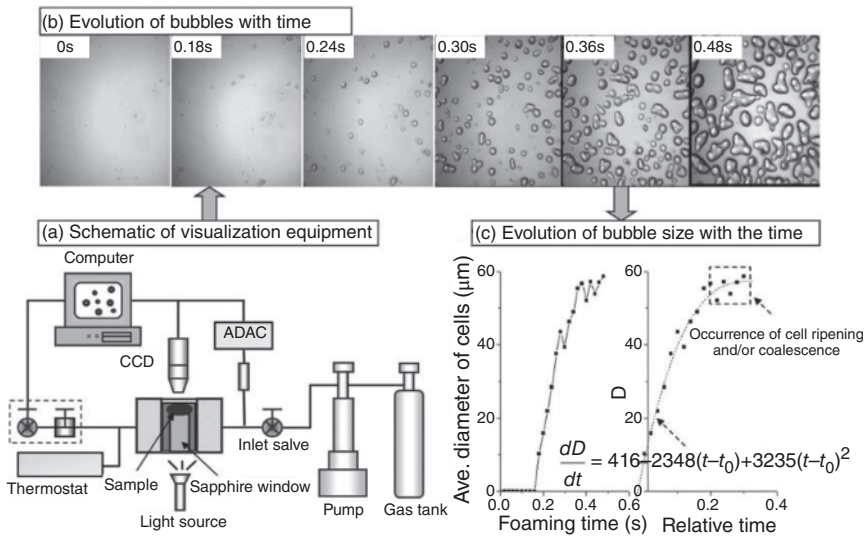 (b) Evolution of bubbles with time
0s
0.18s
0.24s
0.30s
0.36s
0.48s
(a) Schematic of visualization equipment
Computer
CCD
ADAC
Inlet salve
Thermostat
Sample
Sapphire window
Light source
Pump
Gas tank
(c) Evolution of bubble size with the time
Ave. diameter of cells (μm)
60
40
20
0
0.0
0.2
0.4
Foaming time (s)
D
60
40
20
0
0.0
0.2
0.4
Relative time
Occurrence of cell ripening
and/or coalescence
dD/dt = 416–2348(t–t₀)+3235(t–t₀)²